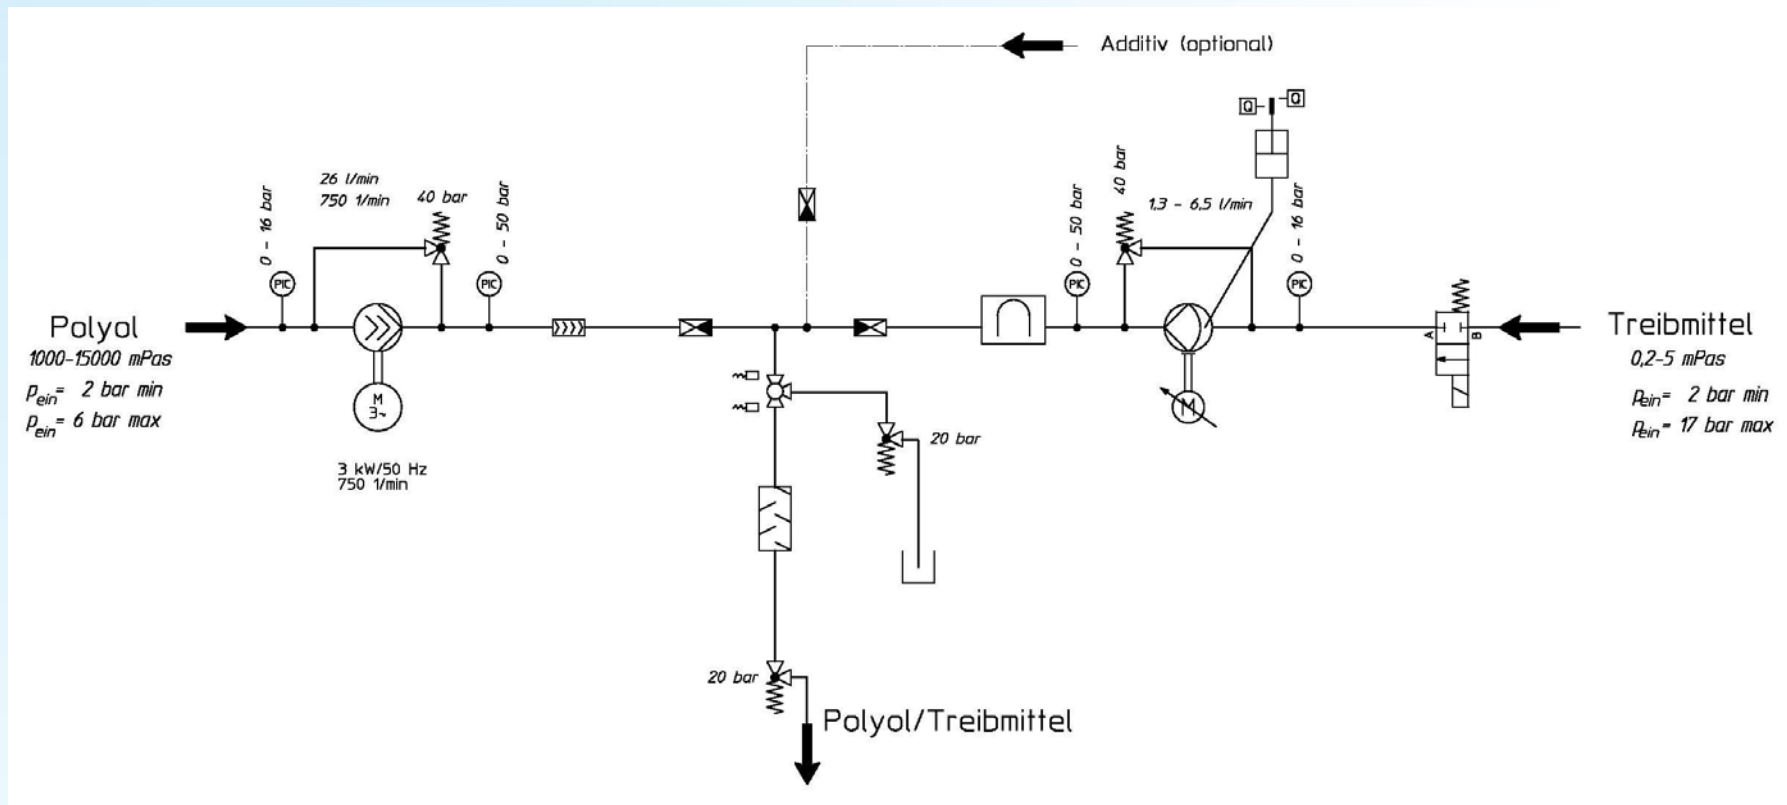 Additiv (optional)
Q
Q
0 - 16 bar
26 l/min
750 1/min
40 bar
0 - 50 bar
PIC
PIC
0 - 50 bar
40 bar
1,3 - 6,5 l/min
0 - 16 bar
PIC
PIC
Polyol
1000-15000 mPas
pein= 2 bar min
pein= 6 bar max
M
3~
3 kW/50 Hz
750 1/min
M
A
B
Treibmittel
0,2-5 mPas
pein= 2 bar min
pein= 17 bar max
20 bar
20 bar
Polyol/Treibmittel